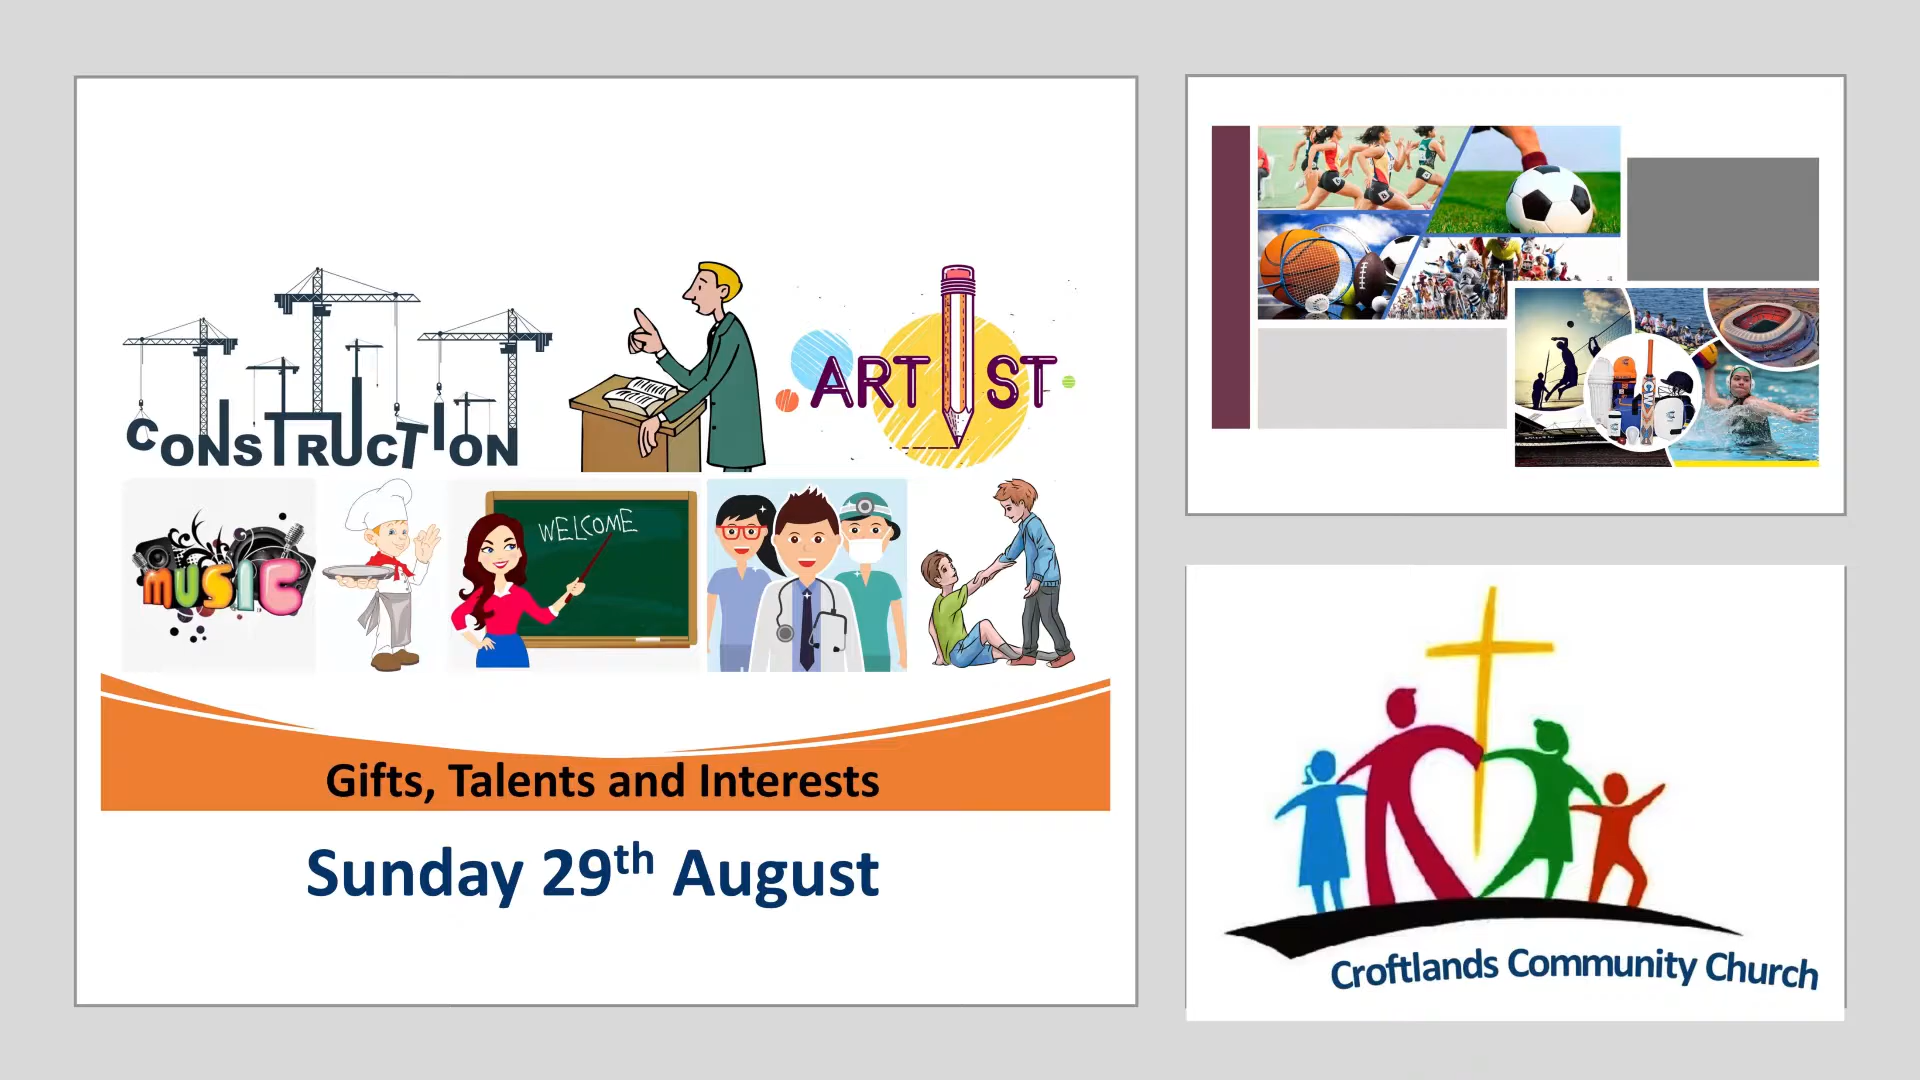 CONSTRUCTION
ARTIST
MUSIC
WELCOME
Gifts, Talents and Interests
Sunday 29th August
Croftlands Community Church